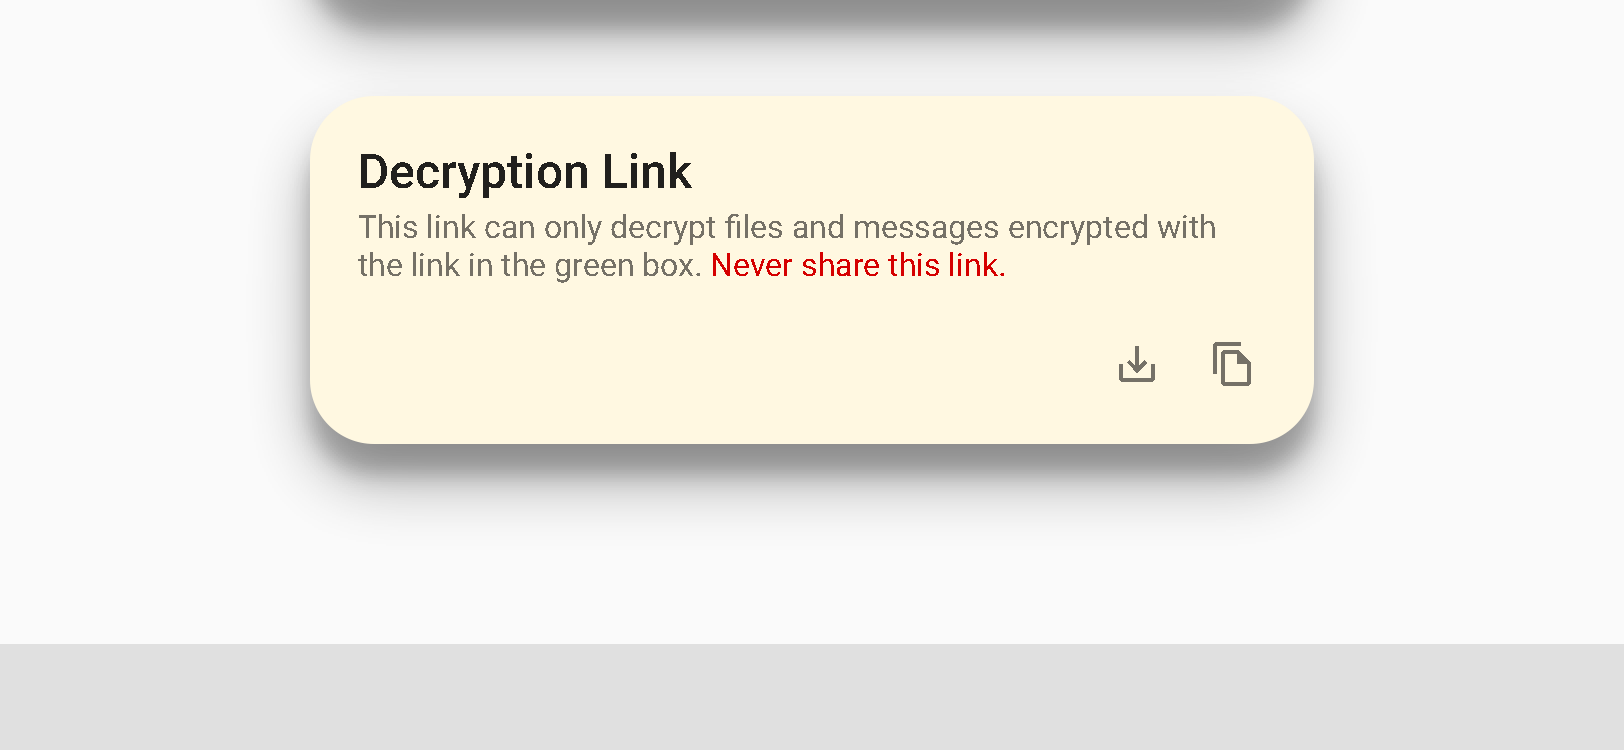 Decryption Link
This link can only decrypt files and messages encrypted with
the link in the green box. Never share this link.